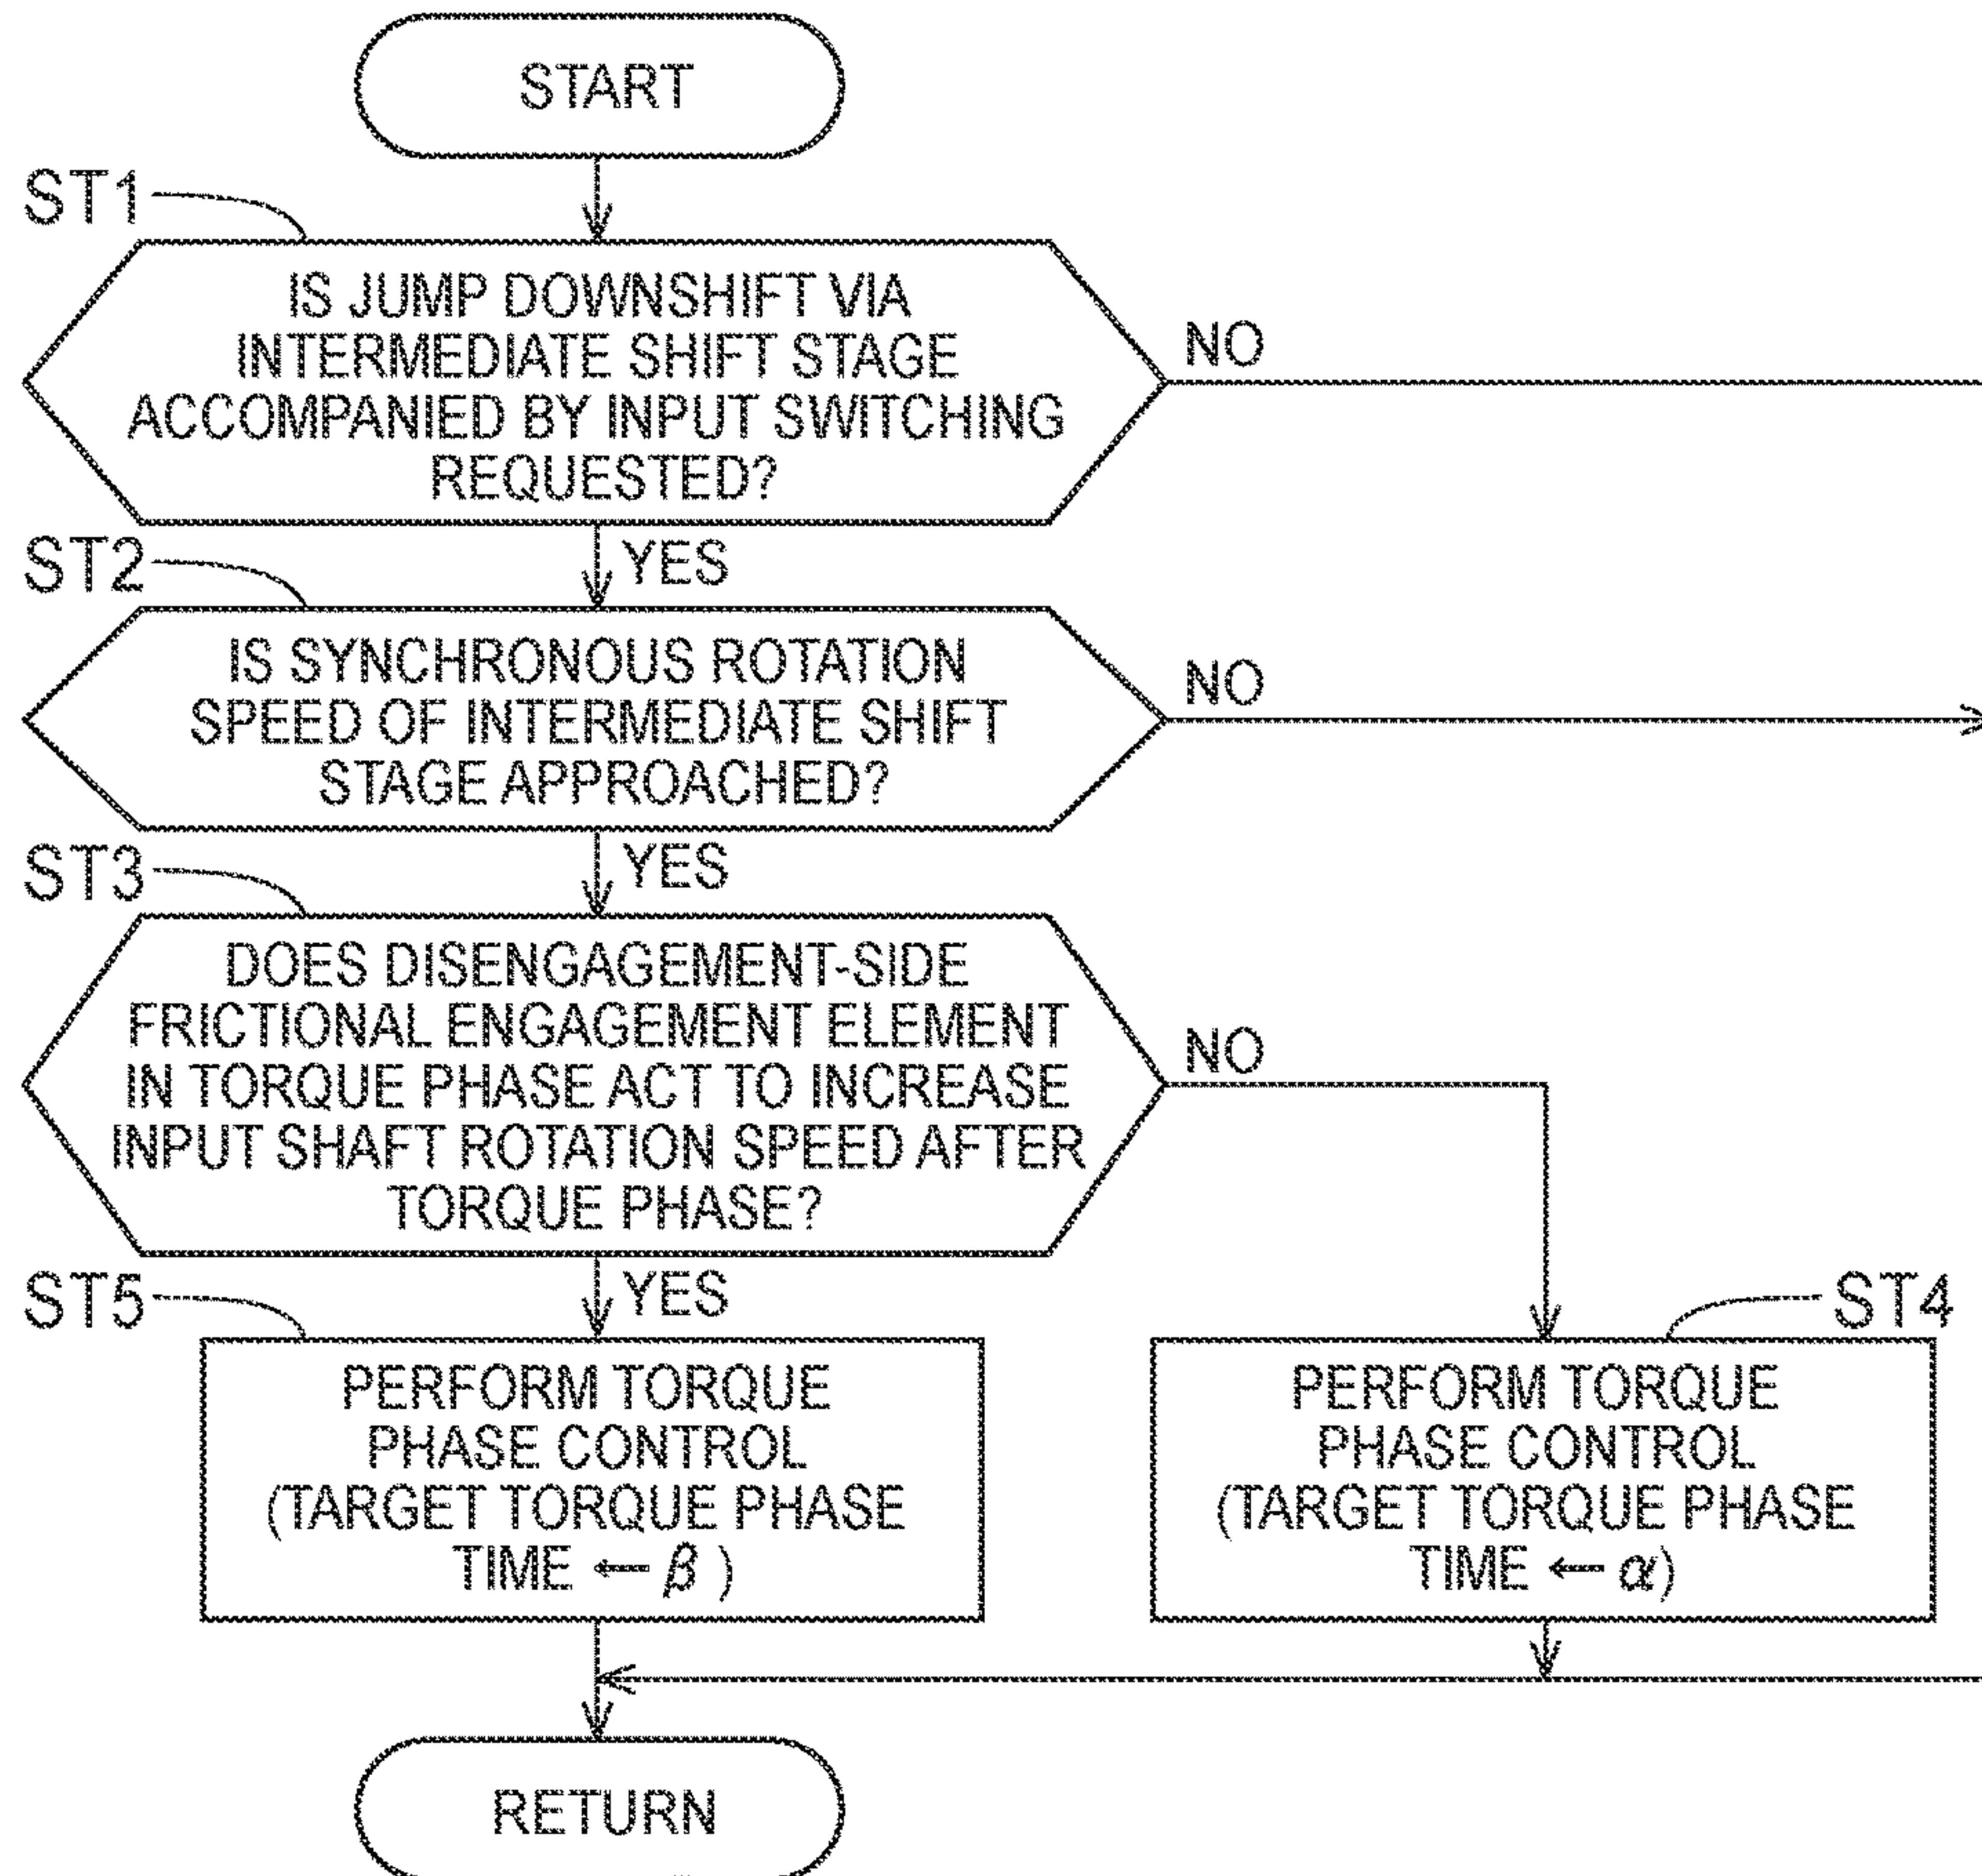 START
ST1
IS JUMP DOWNSHIFT VIA
INTERMEDIATE SHIFT STAGE
ACCOMPANIED BY INPUT SWITCHING
REQUESTED?
NO
YES
ST2
IS SYNCHRONOUS ROTATION
SPEED OF INTERMEDIATE SHIFT
STAGE APPROACHED?
NO
YES
ST3
DOES DISENGAGEMENT-SIDE
FRICTIONAL ENGAGEMENT ELEMENT
IN TORQUE PHASE ACT TO INCREASE
INPUT SHAFT ROTATION SPEED AFTER
TORQUE PHASE?
NO
YES
ST5
PERFORM TORQUE
PHASE CONTROL
(TARGET TORQUE PHASE
TIME ← β )
ST4
PERFORM TORQUE
PHASE CONTROL
(TARGET TORQUE PHASE
TIME ← α)
RETURN